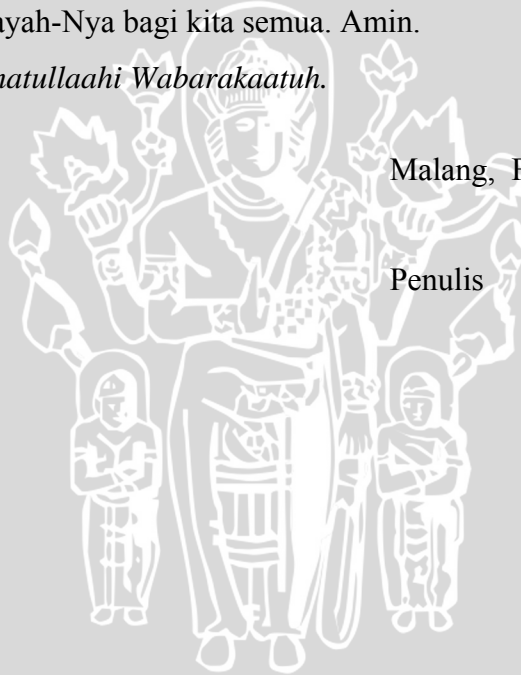 ayah-Nya bagi kita semua. Amin.
matullaahi Wabarakaatuh.
Malang, F
Penulis